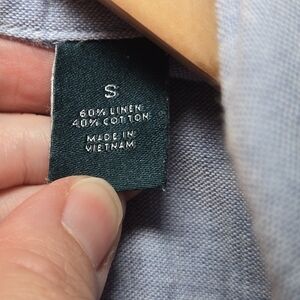 S
60% LINEN
40% COTTON
MADE IN
VIETNAM